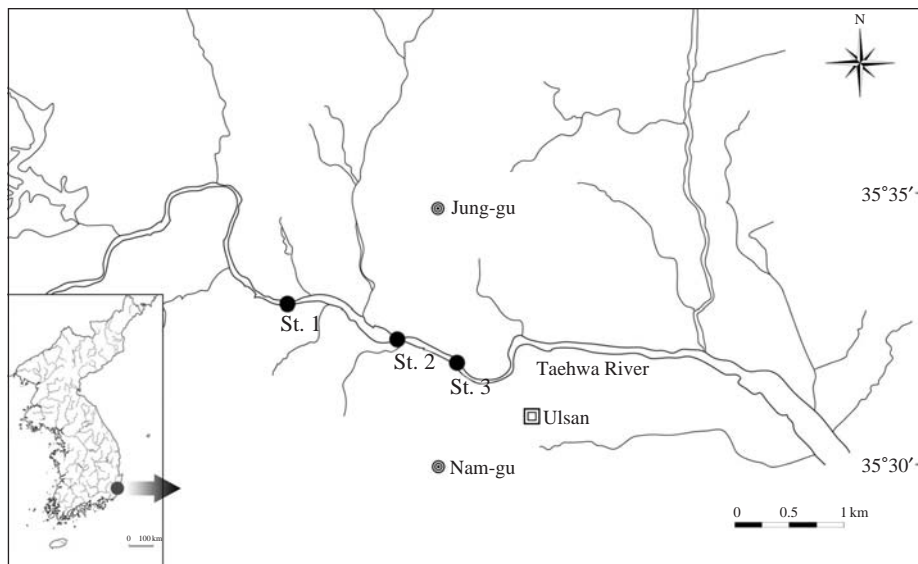 N
35°35′
Jung-gu
St. 1
St. 2
St. 3
Taehwa River
Ulsan
Nam-gu
35°30′
0 0.5 1 km
0 100 km